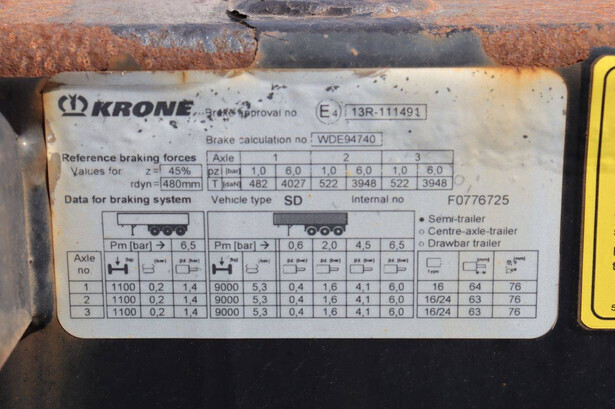 KRONE Brake approval no E4 13R-111491
Brake calculation no WDE94740
Reference braking forces Axle 1 2 3
Values for z= 45% pz [bar] 1,0 6,0 1,0 6,0 1,0 6,0
rdyn= 480mm T [daN] 482 4027 522 3948 522 3948
Data for braking system Vehicle type SD Internal no F0776725
Semi-trailer
Centre-axle-trailer
Drawbar trailer
Pm [bar] → 6,5 Pm [bar] → 0,6 2,0 4,5 6,5
Axle no Type
1 1100 0,2 1,4 9000 5,3 0,4 1,6 4,1 6,0 16 64 76
2 1100 0,2 1,4 9000 5,3 0,4 1,6 4,1 6,0 16/24 63 76
3 1100 0,2 1,4 9000 5,3 0,4 1,6 4,1 6,0 16/24 63 76